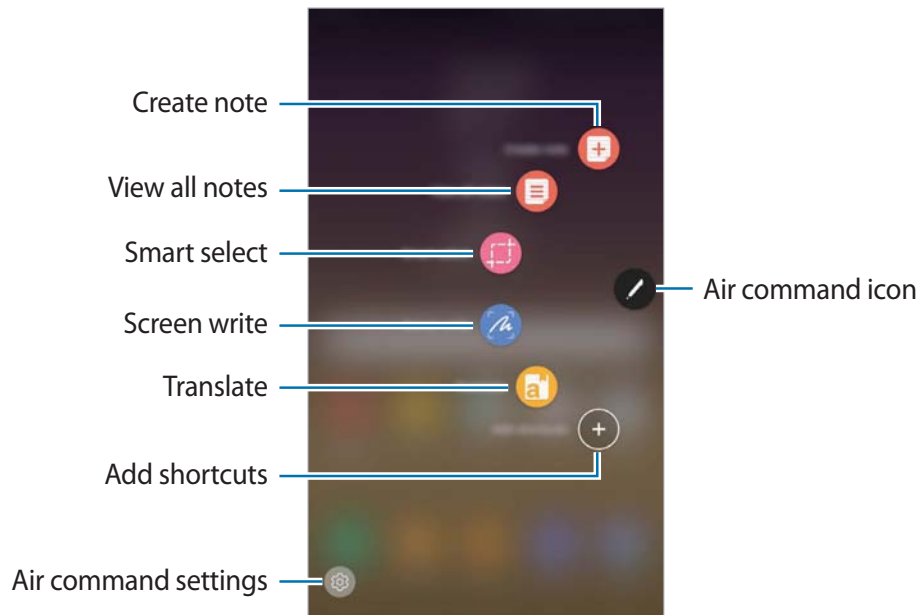 Create note
View all notes
Smart select
Air command icon
Screen write
Translate
a
Add shortcuts
Air command settings